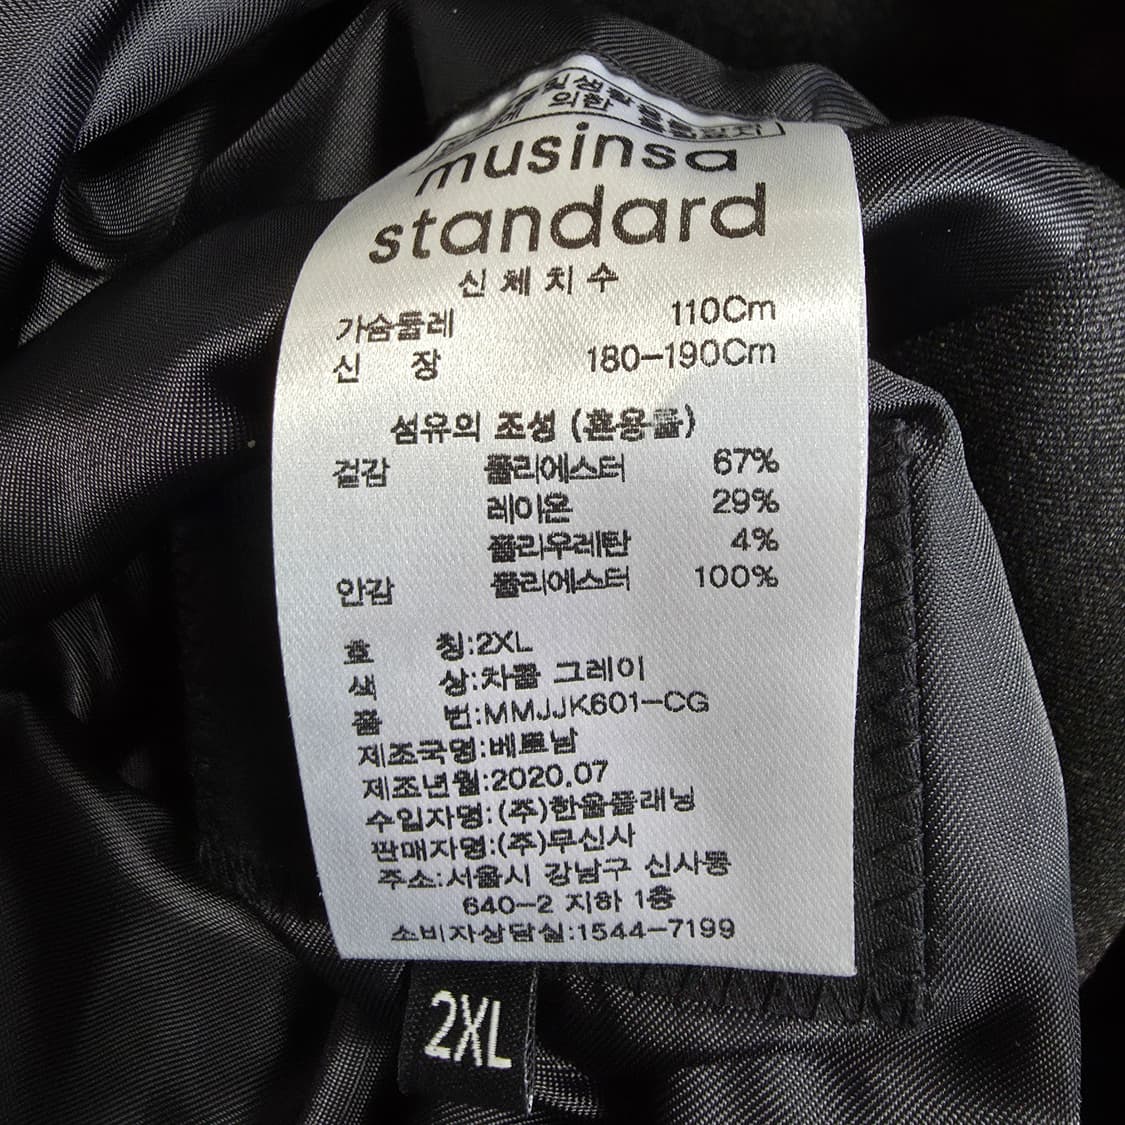 의한
musinsa
standard
신체치수
가슴둘레 110Cm
신 장 180-190Cm
섬유의 조성 (혼용률)
겉감 폴리에스터 67%
레이온 29%
폴리우레탄 4%
안감 폴리에스터 100%
호 칭:2XL
색 상:차콜 그레이
품 번:MMJJK601-CG
제조국명:베트남
제조년월:2020.07
수입자명:(주)한울플래닝
판매자명:(주)무신사
주소:서울시 강남구 신사동
640-2 지하 1층
소비자상담실:1544-7199
2XL